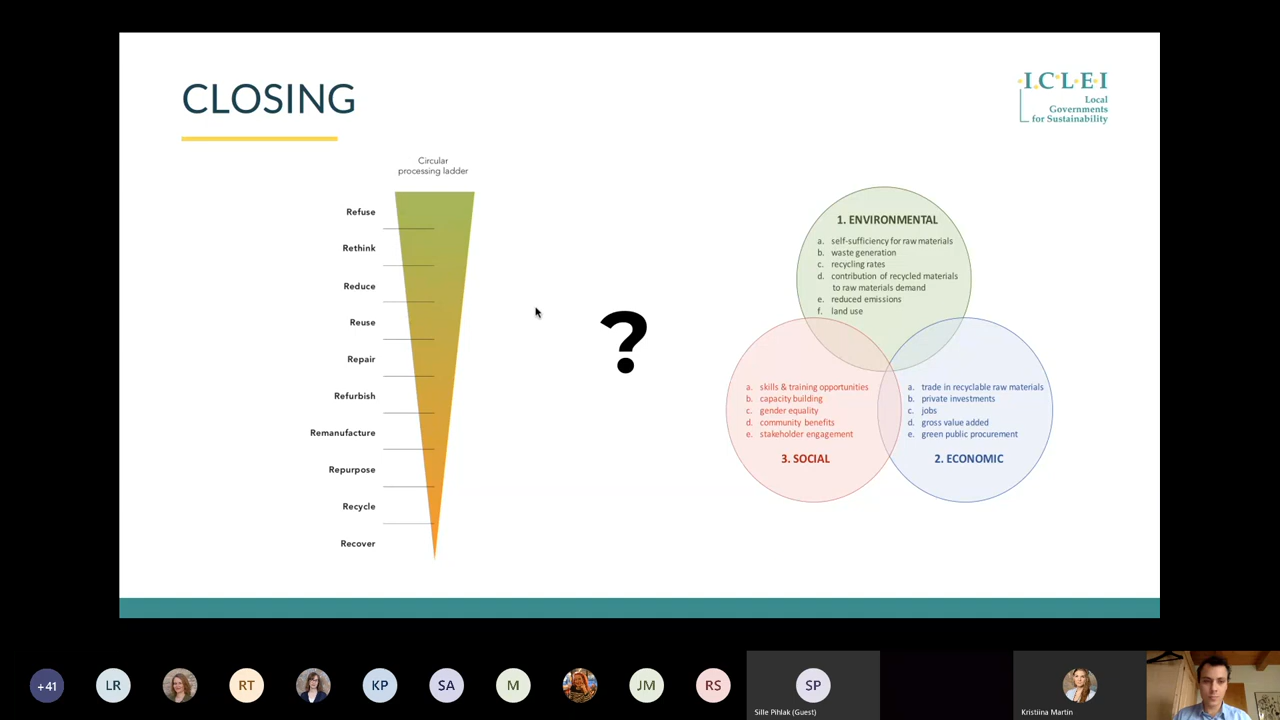 CLOSING
I·C·L·E·I
Local
Governments
for Sustainability
Circular
processing ladder
Refuse
Rethink
Reduce
Reuse
Repair
Refurbish
Remanufacture
Repurpose
Recycle
Recover
?
1. ENVIRONMENTAL
a. self-sufficiency for raw materials
b. waste generation
c. recycling rates
d. contribution of recycled materials
to raw materials demand
e. reduced emissions
f. land use
a. skills & training opportunities
b. capacity building
c. gender equality
d. community benefits
e. stakeholder engagement
3. SOCIAL
a. trade in recyclable raw materials
b. private investments
c. jobs
d. gross value added
e. green public procurement
2. ECONOMIC
+41
LR
RT
KP
SA
M
JM
RS
SP
Sille Pihlak (Guest)
Kristiina Martin